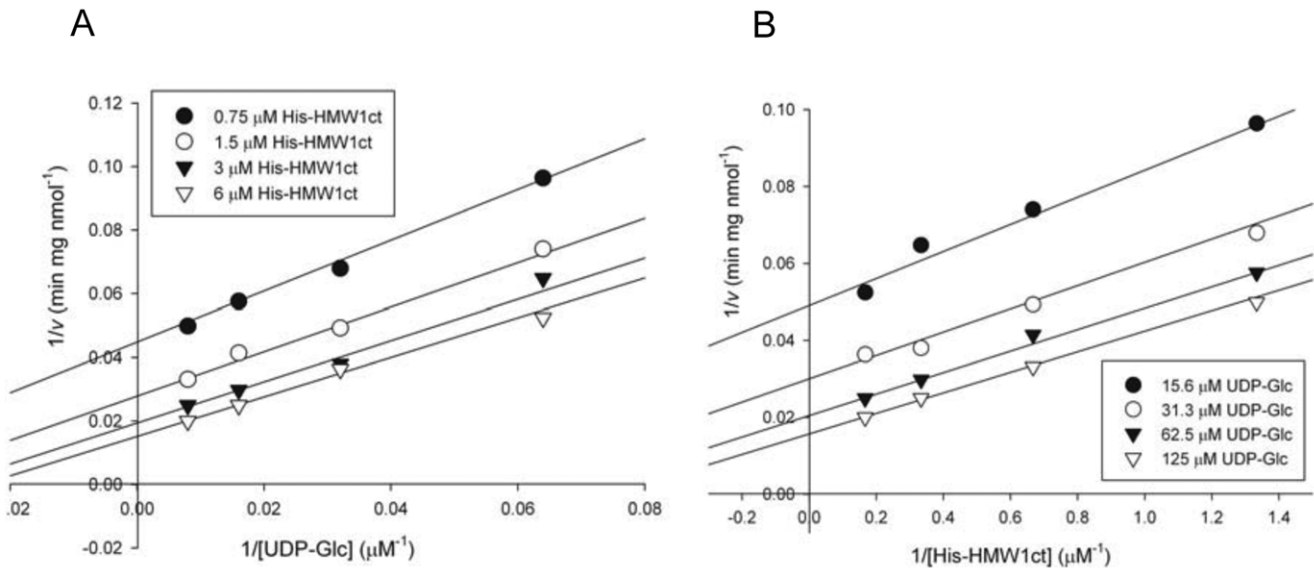 A
B
0.12
0.10
0.08
0.06
0.04
0.02
0.00
-0.02
1/v (min mg nmol⁻¹)
0.75 μM His-HMW1ct
1.5 μM His-HMW1ct
3 μM His-HMW1ct
6 μM His-HMW1ct
.02 0.00 0.02 0.04 0.06 0.08
1/[UDP-Glc] (μM⁻¹)
0.10
0.08
0.06
0.04
0.02
0.00
1/v (min mg nmol⁻¹)
15.6 μM UDP-Glc
31.3 μM UDP-Glc
62.5 μM UDP-Glc
125 μM UDP-Glc
-0.2 0.0 0.2 0.4 0.6 0.8 1.0 1.2 1.4
1/[His-HMW1ct] (μM⁻¹)